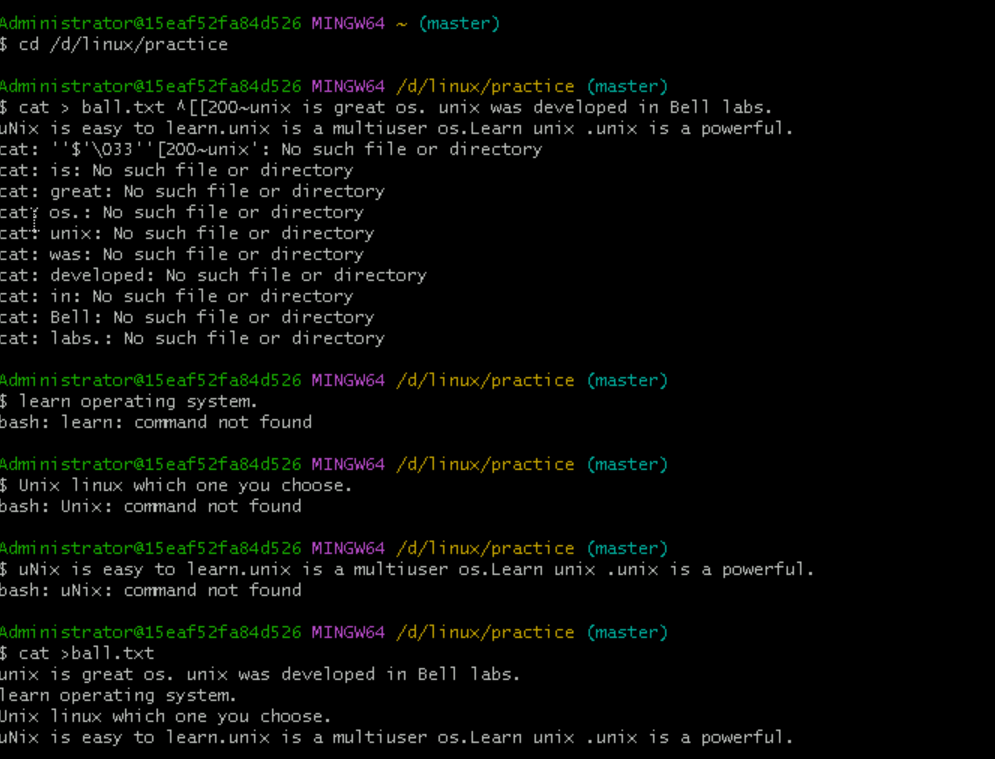 Administrator@15eaf52fa84d526 MINGW64 ~ (master)
$ cd /d/linux/practice
Administrator@15eaf52fa84d526 MINGW64 /d/linux/practice (master)
$ cat > ball.txt ^[[200~unix is great os. unix was developed in Bell labs.
uNix is easy to learn.unix is a multiuser os.Learn unix .unix is a powerful.
cat: ''$'\033''[200~unix': No such file or directory
cat: is: No such file or directory
cat: great: No such file or directory
cat: os.: No such file or directory
cat: unix: No such file or directory
cat: was: No such file or directory
cat: developed: No such file or directory
cat: in: No such file or directory
cat: Bell: No such file or directory
cat: labs.: No such file or directory
Administrator@15eaf52fa84d526 MINGW64 /d/linux/practice (master)
$ learn operating system.
bash: learn: command not found
Administrator@15eaf52fa84d526 MINGW64 /d/linux/practice (master)
$ Unix linux which one you choose.
bash: Unix: command not found
Administrator@15eaf52fa84d526 MINGW64 /d/linux/practice (master)
$ uNix is easy to learn.unix is a multiuser os.Learn unix .unix is a powerful.
bash: uNix: command not found
Administrator@15eaf52fa84d526 MINGW64 /d/linux/practice (master)
$ cat >ball.txt
unix is great os. unix was developed in Bell labs.
learn operating system.
Unix linux which one you choose.
uNix is easy to learn.unix is a multiuser os.Learn unix .unix is a powerful.